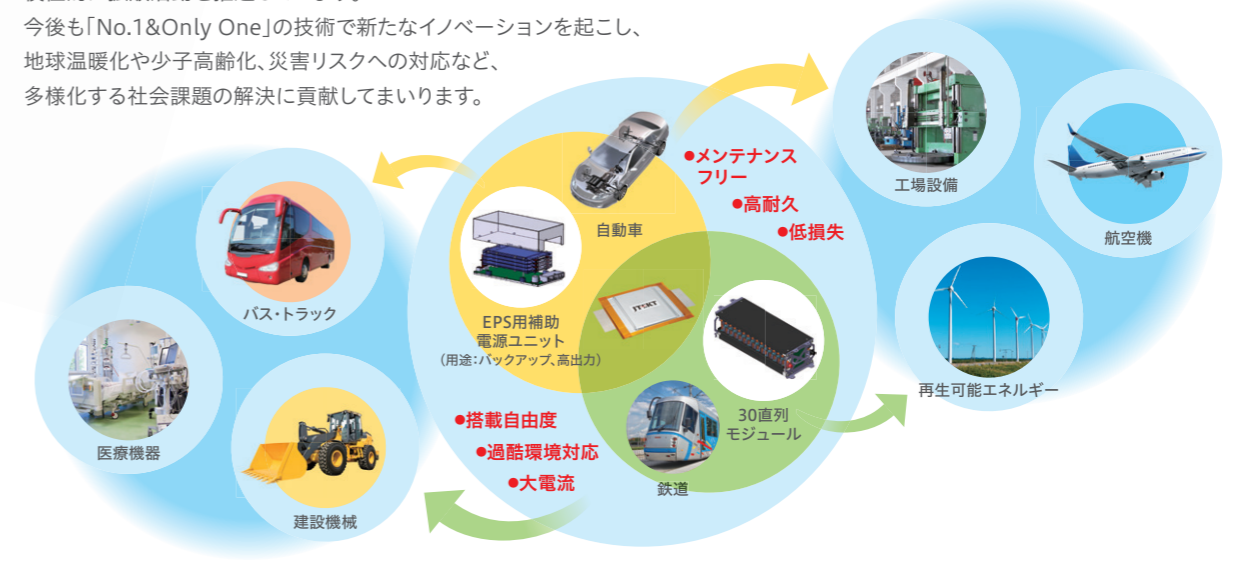 今後も「No.1&Only One」の技術で新たなイノベーションを起こし、
地球温暖化や少子高齢化、災害リスクへの対応など、
多様化する社会課題の解決に貢献してまいります。
●メンテナンス
フリー
●高耐久
●低損失
自動車
EPS用補助
電源ユニット
(用途:バックアップ、高出力)
JTEKT
30直列
モジュール
鉄道
●搭載自由度
●過酷環境対応
●大電流
バス・トラック
医療機器
建設機械
工場設備
航空機
再生可能エネルギー